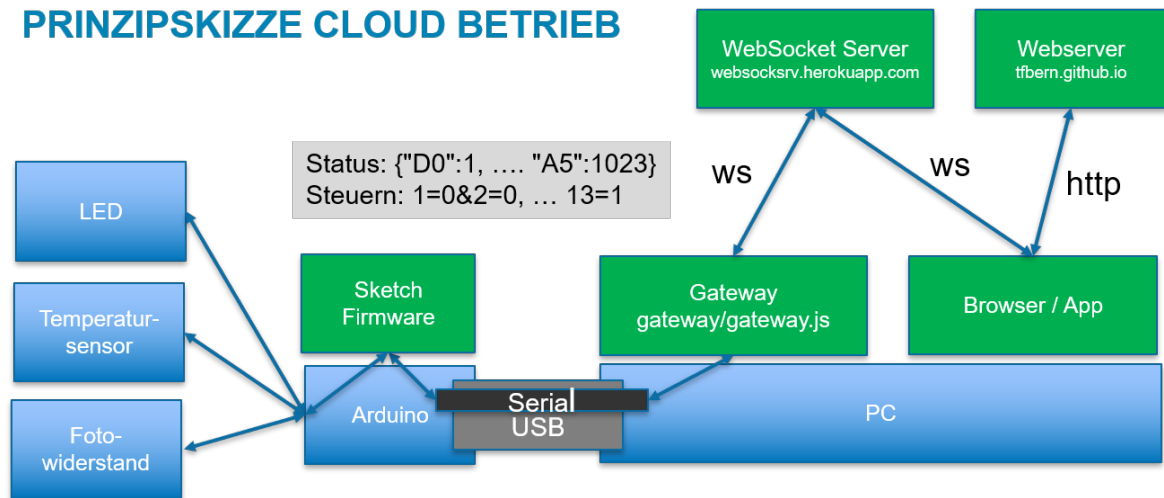 PRINZIPSKIZZE CLOUD BETRIEB
WebSocket Server
websocksrv.herokuapp.com
Webserver
tfbern.github.io
Status: {"D0":1, .... "A5":1023}
Steuern: 1=0&2=0, ... 13=1
ws
ws
http
LED
Temperatur-
sensor
Foto-
widerstand
Sketch
Firmware
Gateway
gateway/gateway.js
Browser / App
Arduino
Serial
USB
PC